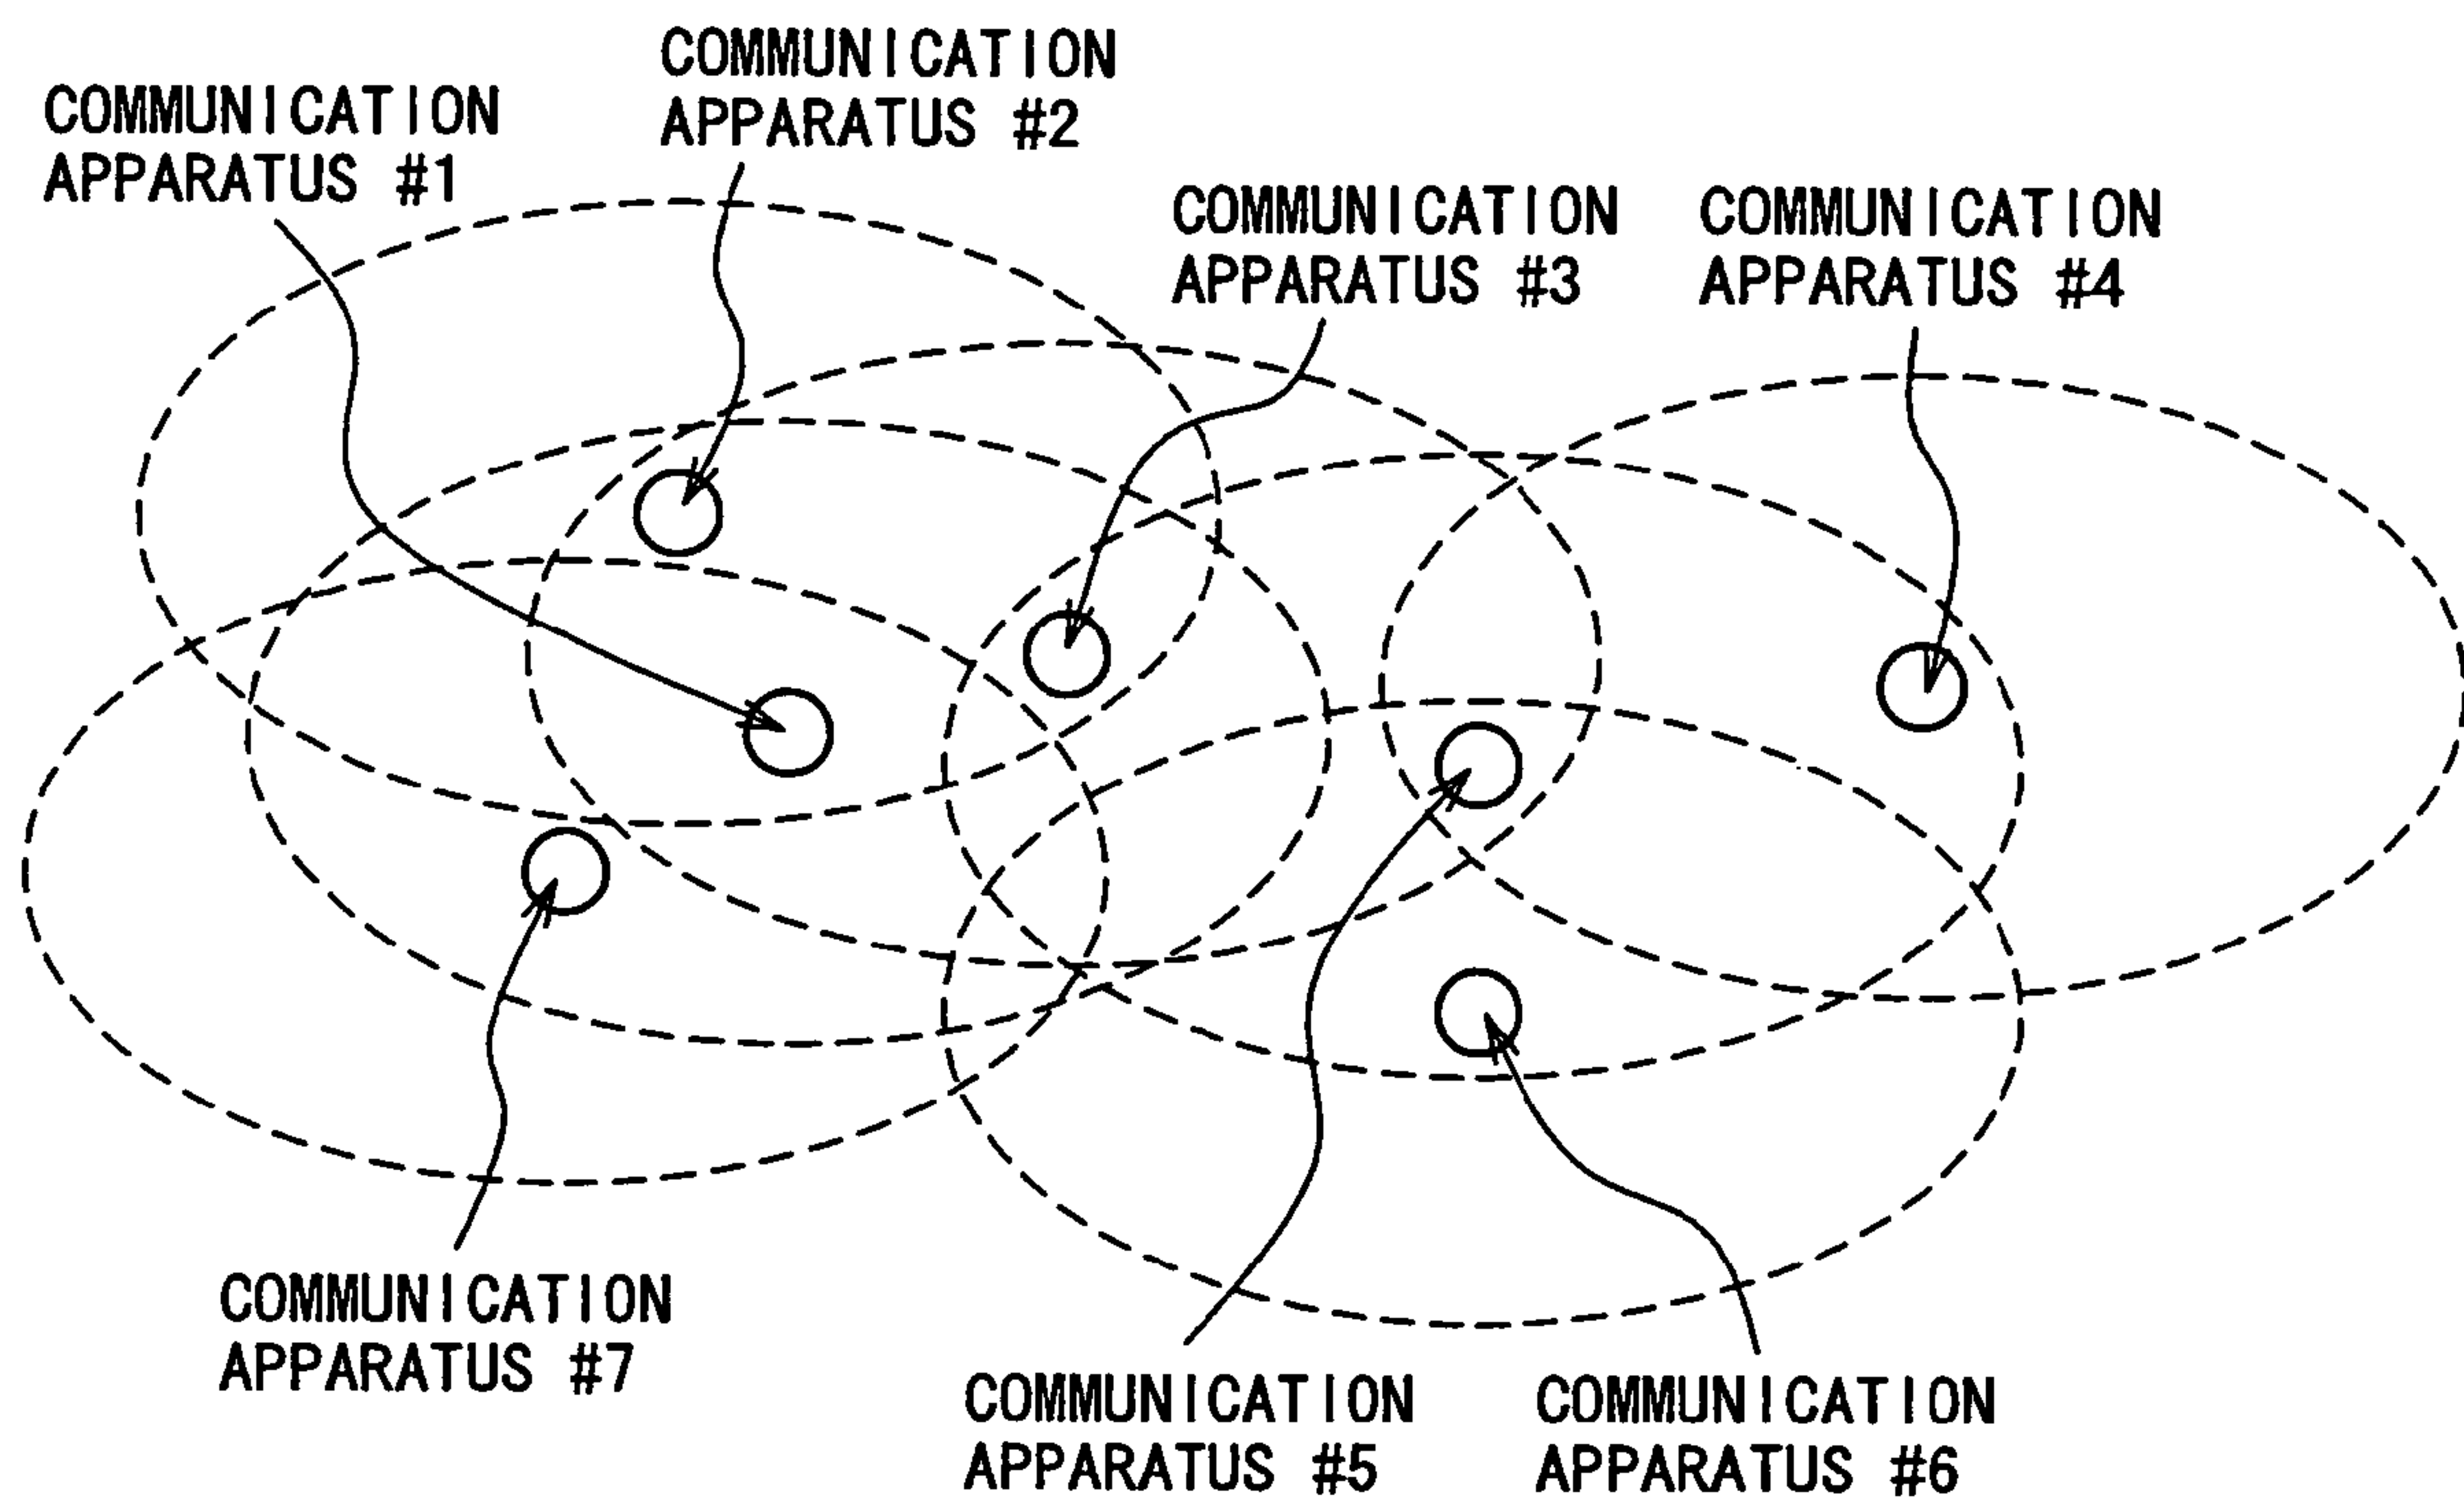 COMMUNICATION
APPARATUS #1
COMMUNICATION
APPARATUS #2
COMMUNICATION
APPARATUS #3
COMMUNICATION
APPARATUS #4
COMMUNICATION
APPARATUS #7
COMMUNICATION
APPARATUS #5
COMMUNICATION
APPARATUS #6